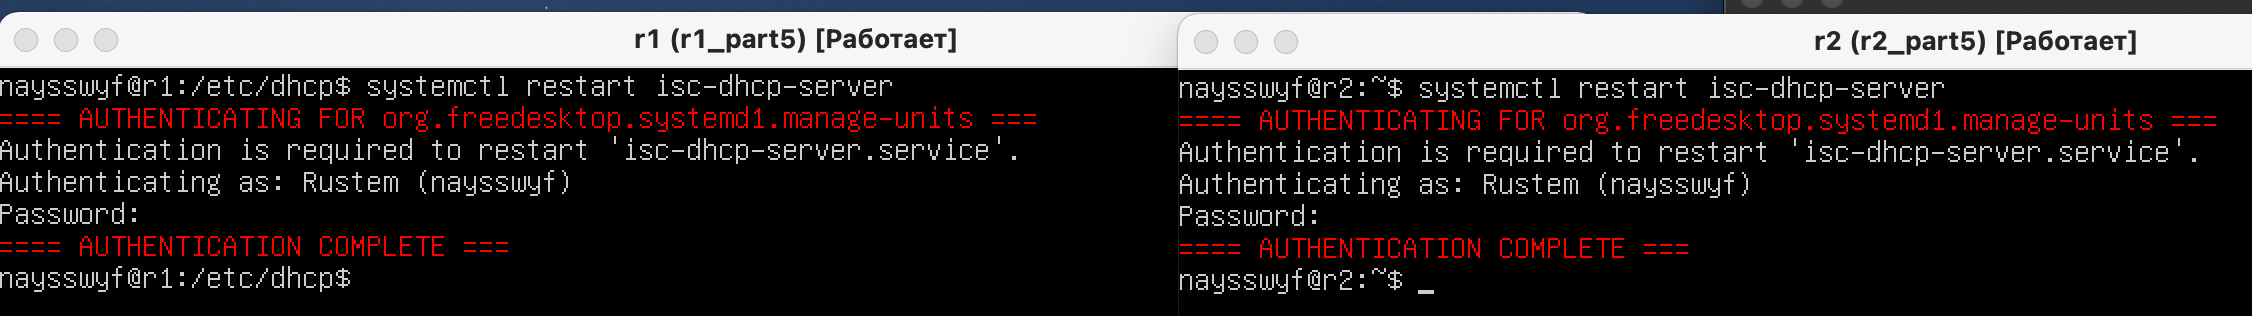 r1 (r1_part5) [Работает]
naysswyf@r1:/etc/dhcp$ systemctl restart isc-dhcp-server
==== AUTHENTICATING FOR org.freedesktop.systemd1.manage-units ===
Authentication is required to restart 'isc-dhcp-server.service'.
Authenticating as: Rustem (naysswyf)
Password:
==== AUTHENTICATION COMPLETE ===
naysswyf@r1:/etc/dhcp$
r2 (r2_part5) [Работает]
naysswyf@r2:~$ systemctl restart isc-dhcp-server
==== AUTHENTICATING FOR org.freedesktop.systemd1.manage-units ===
Authentication is required to restart 'isc-dhcp-server.service'.
Authenticating as: Rustem (naysswyf)
Password:
==== AUTHENTICATION COMPLETE ===
naysswyf@r2:~$ _